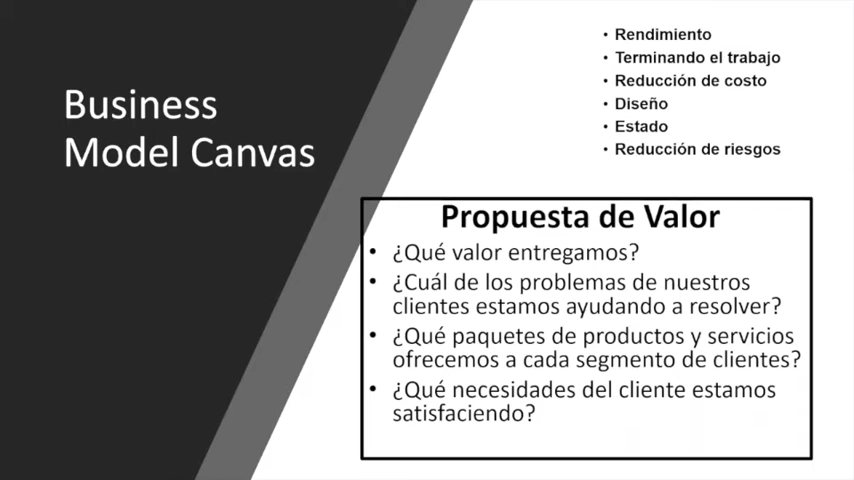 Business
Model Canvas
• Rendimiento
• Terminando el trabajo
• Reducción de costo
• Diseño
• Estado
• Reducción de riesgos
Propuesta de Valor
• ¿Qué valor entregamos?
• ¿Cuál de los problemas de nuestros
clientes estamos ayudando a resolver?
• ¿Qué paquetes de productos y servicios
ofrecemos a cada segmento de clientes?
• ¿Qué necesidades del cliente estamos
satisfaciendo?